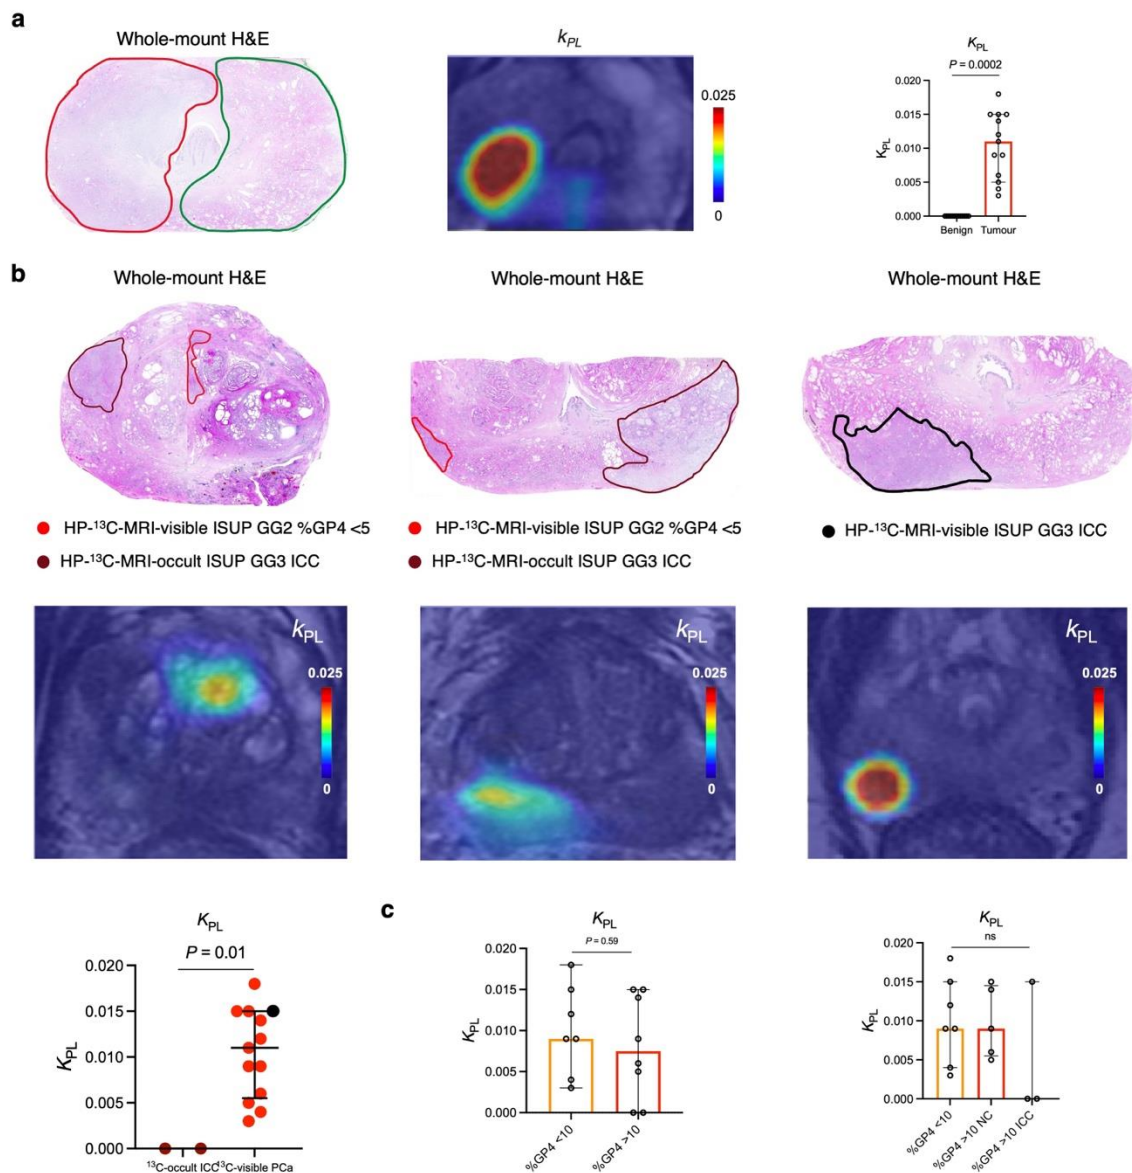 a
Whole-mount H&E
kPL
0.025
0
KPL
P = 0.0002
KPL
0.020
0.015
0.010
0.005
0.000
Benign
Tumour
b
Whole-mount H&E
Whole-mount H&E
Whole-mount H&E
HP-¹³C-MRI-visible ISUP GG2 %GP4 <5
HP-¹³C-MRI-occult ISUP GG3 ICC
HP-¹³C-MRI-visible ISUP GG2 %GP4 <5
HP-¹³C-MRI-occult ISUP GG3 ICC
HP-¹³C-MRI-visible ISUP GG3 ICC
kPL
0.025
0
kPL
0.025
0
kPL
0.025
0
KPL
P = 0.01
KPL
0.020
0.015
0.010
0.005
0.000
¹³C-occult ICC
¹³C-visible PCa
c
KPL
P = 0.59
KPL
0.020
0.015
0.010
0.005
0.000
%GP4 <10
%GP4 >10
KPL
ns
KPL
0.020
0.015
0.010
0.005
0.000
%GP4 <10
%GP4 >10 NC
%GP4 >10 ICC